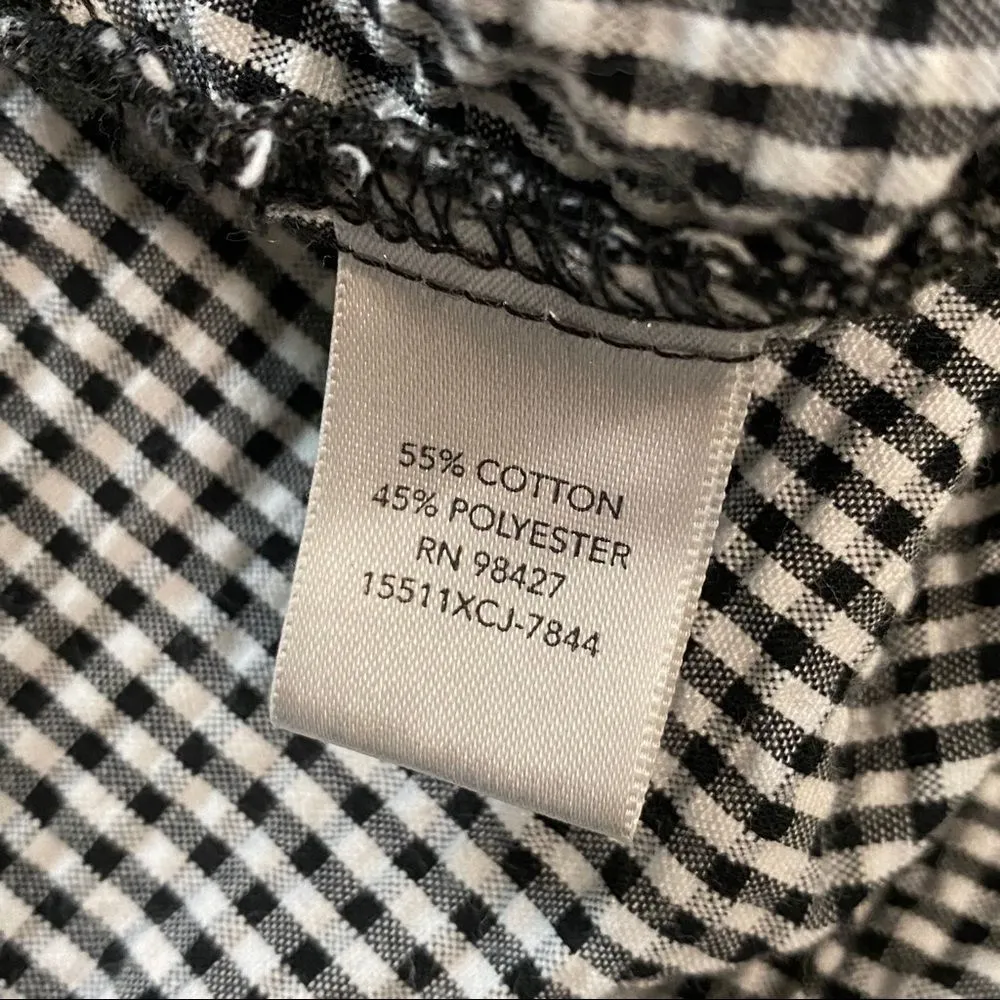 55% COTTON
45% POLYESTER
RN 98427
15511XCJ-7844